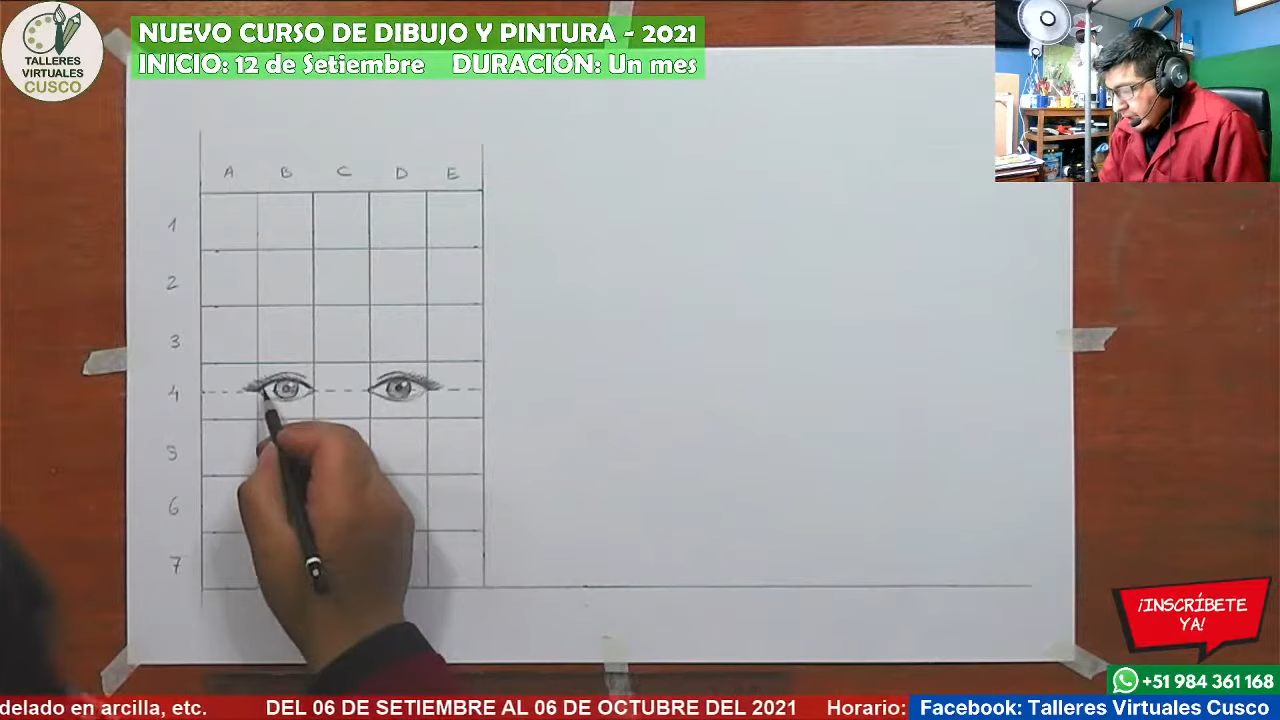 TALLERES
VIRTUALES
CUSCO
NUEVO CURSO DE DIBUJO Y PINTURA - 2021
INICIO: 12 de Setiembre DURACIÓN: Un mes
A B C D E
1
2
3
4
5
6
7
¡INSCRÍBETE
YA!
+51 984 361 168
delado en arcilla, etc. DEL 06 DE SETIEMBRE AL 06 DE OCTUBRE DEL 2021 Horario: Facebook: Talleres Virtuales Cusco